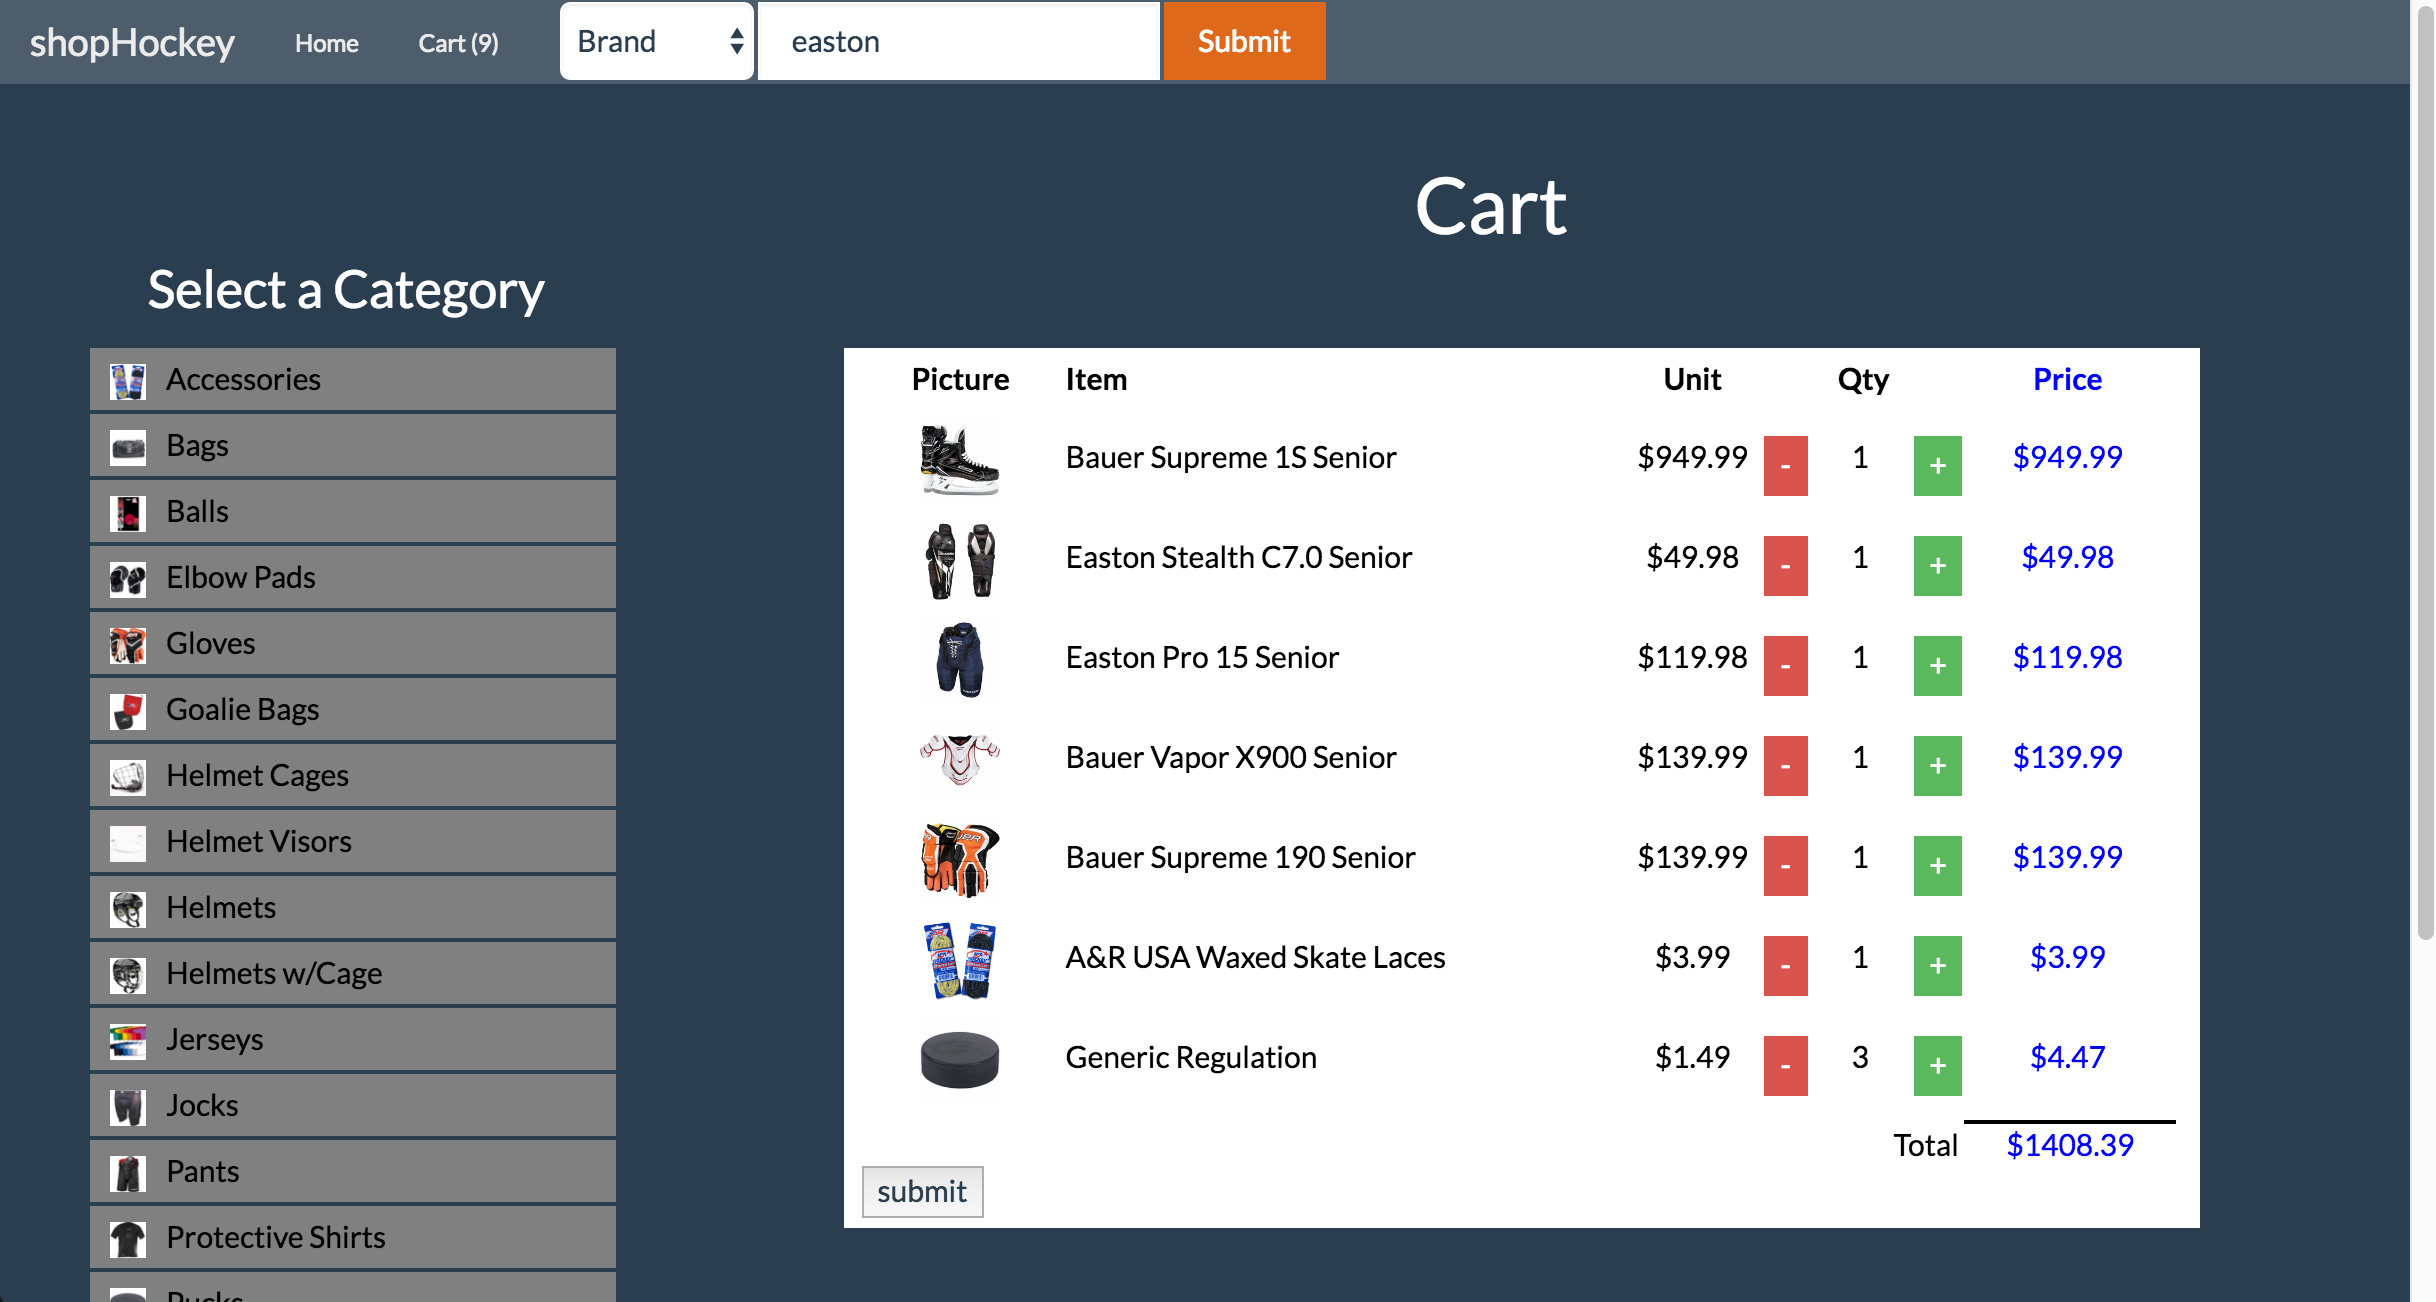 shopHockey Home Cart (9) Brand easton Submit
Cart
Select a Category
Accessories
Bags
Balls
Elbow Pads
Gloves
Goalie Bags
Helmet Cages
Helmet Visors
Helmets
Helmets w/Cage
Jerseys
Jocks
Pants
Protective Shirts
Pucks
Picture Item Unit Qty Price
Bauer Supreme 1S Senior $949.99 - 1 + $949.99
Easton Stealth C7.0 Senior $49.98 - 1 + $49.98
Easton Pro 15 Senior $119.98 - 1 + $119.98
Bauer Vapor X900 Senior $139.99 - 1 + $139.99
Bauer Supreme 190 Senior $139.99 - 1 + $139.99
A&R USA Waxed Skate Laces $3.99 - 1 + $3.99
Generic Regulation $1.49 - 3 + $4.47
Total $1408.39
submit